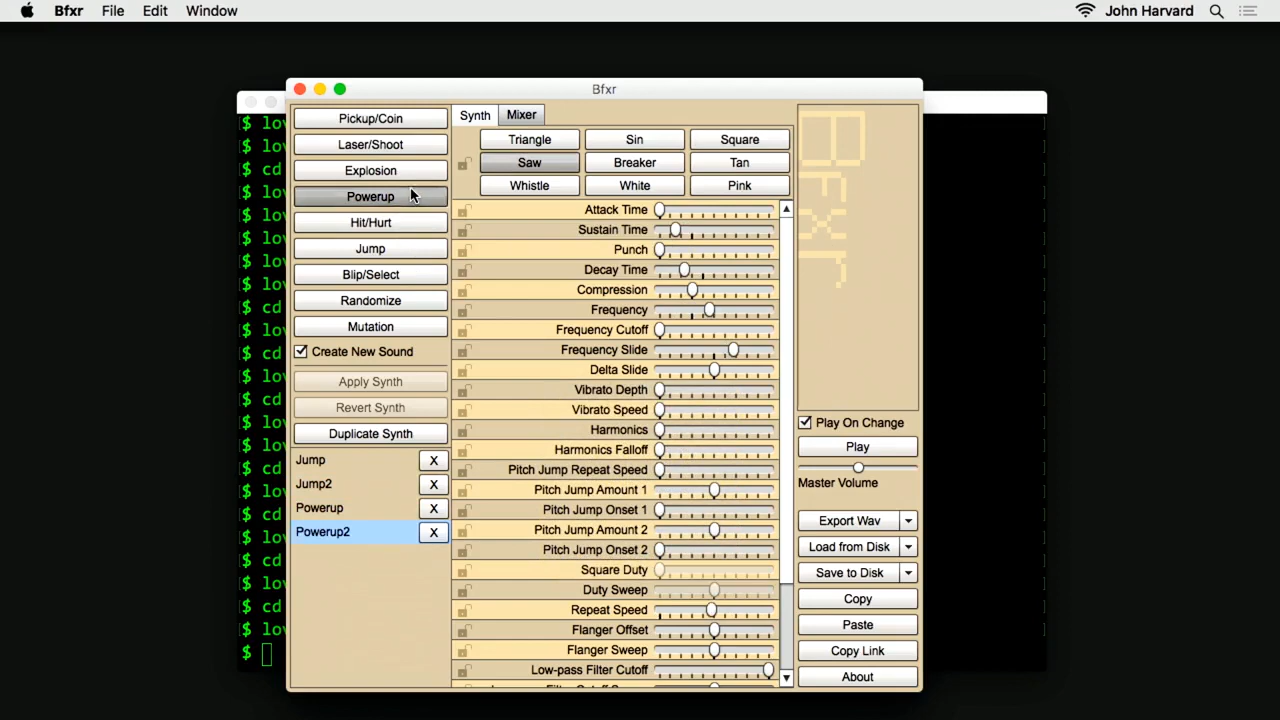 Bfxr File Edit Window John Harvard
Bfxr
Pickup/Coin
Laser/Shoot
Explosion
Powerup
Hit/Hurt
Jump
Blip/Select
Randomize
Mutation
Create New Sound
Apply Synth
Revert Synth
Duplicate Synth
Jump X
Jump2 X
Powerup X
Powerup2 X
Synth Mixer
Triangle Sin Square
Saw Breaker Tan
Whistle White Pink
Attack Time
Sustain Time
Punch
Decay Time
Compression
Frequency
Frequency Cutoff
Frequency Slide
Delta Slide
Vibrato Depth
Vibrato Speed
Harmonics
Harmonics Falloff
Pitch Jump Repeat Speed
Pitch Jump Amount 1
Pitch Jump Onset 1
Pitch Jump Amount 2
Pitch Jump Onset 2
Square Duty
Duty Sweep
Repeat Speed
Flanger Offset
Flanger Sweep
Low-pass Filter Cutoff
Bfxr
Play On Change
Play
Master Volume
Export Wav
Load from Disk
Save to Disk
Copy
Paste
Copy Link
About
$ lov
$ lov
$ cd
$ lov
$ lov
$ lov
$ lov
$ cd
$ lov
$ cd
$ lov
$ cd
$ lov
$ cd
$ lov
$ cd
$ lov
$ cd
$ lov
$ cd
$ lov
$ cd
$ lov
$